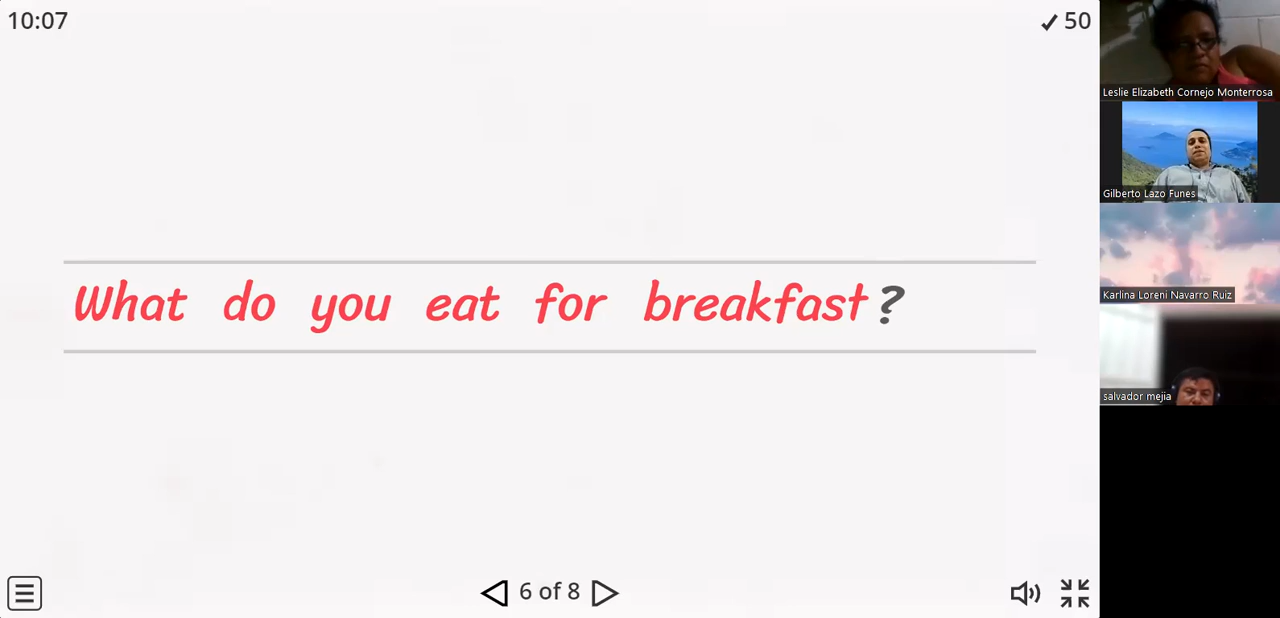 10:07
✓ 50
Leslie Elizabeth Cornejo Monterrosa
Gilberto Lazo Funes
What do you eat for breakfast?
Karlina Loreni Navarro Ruiz
salvador mejia
6 of 8